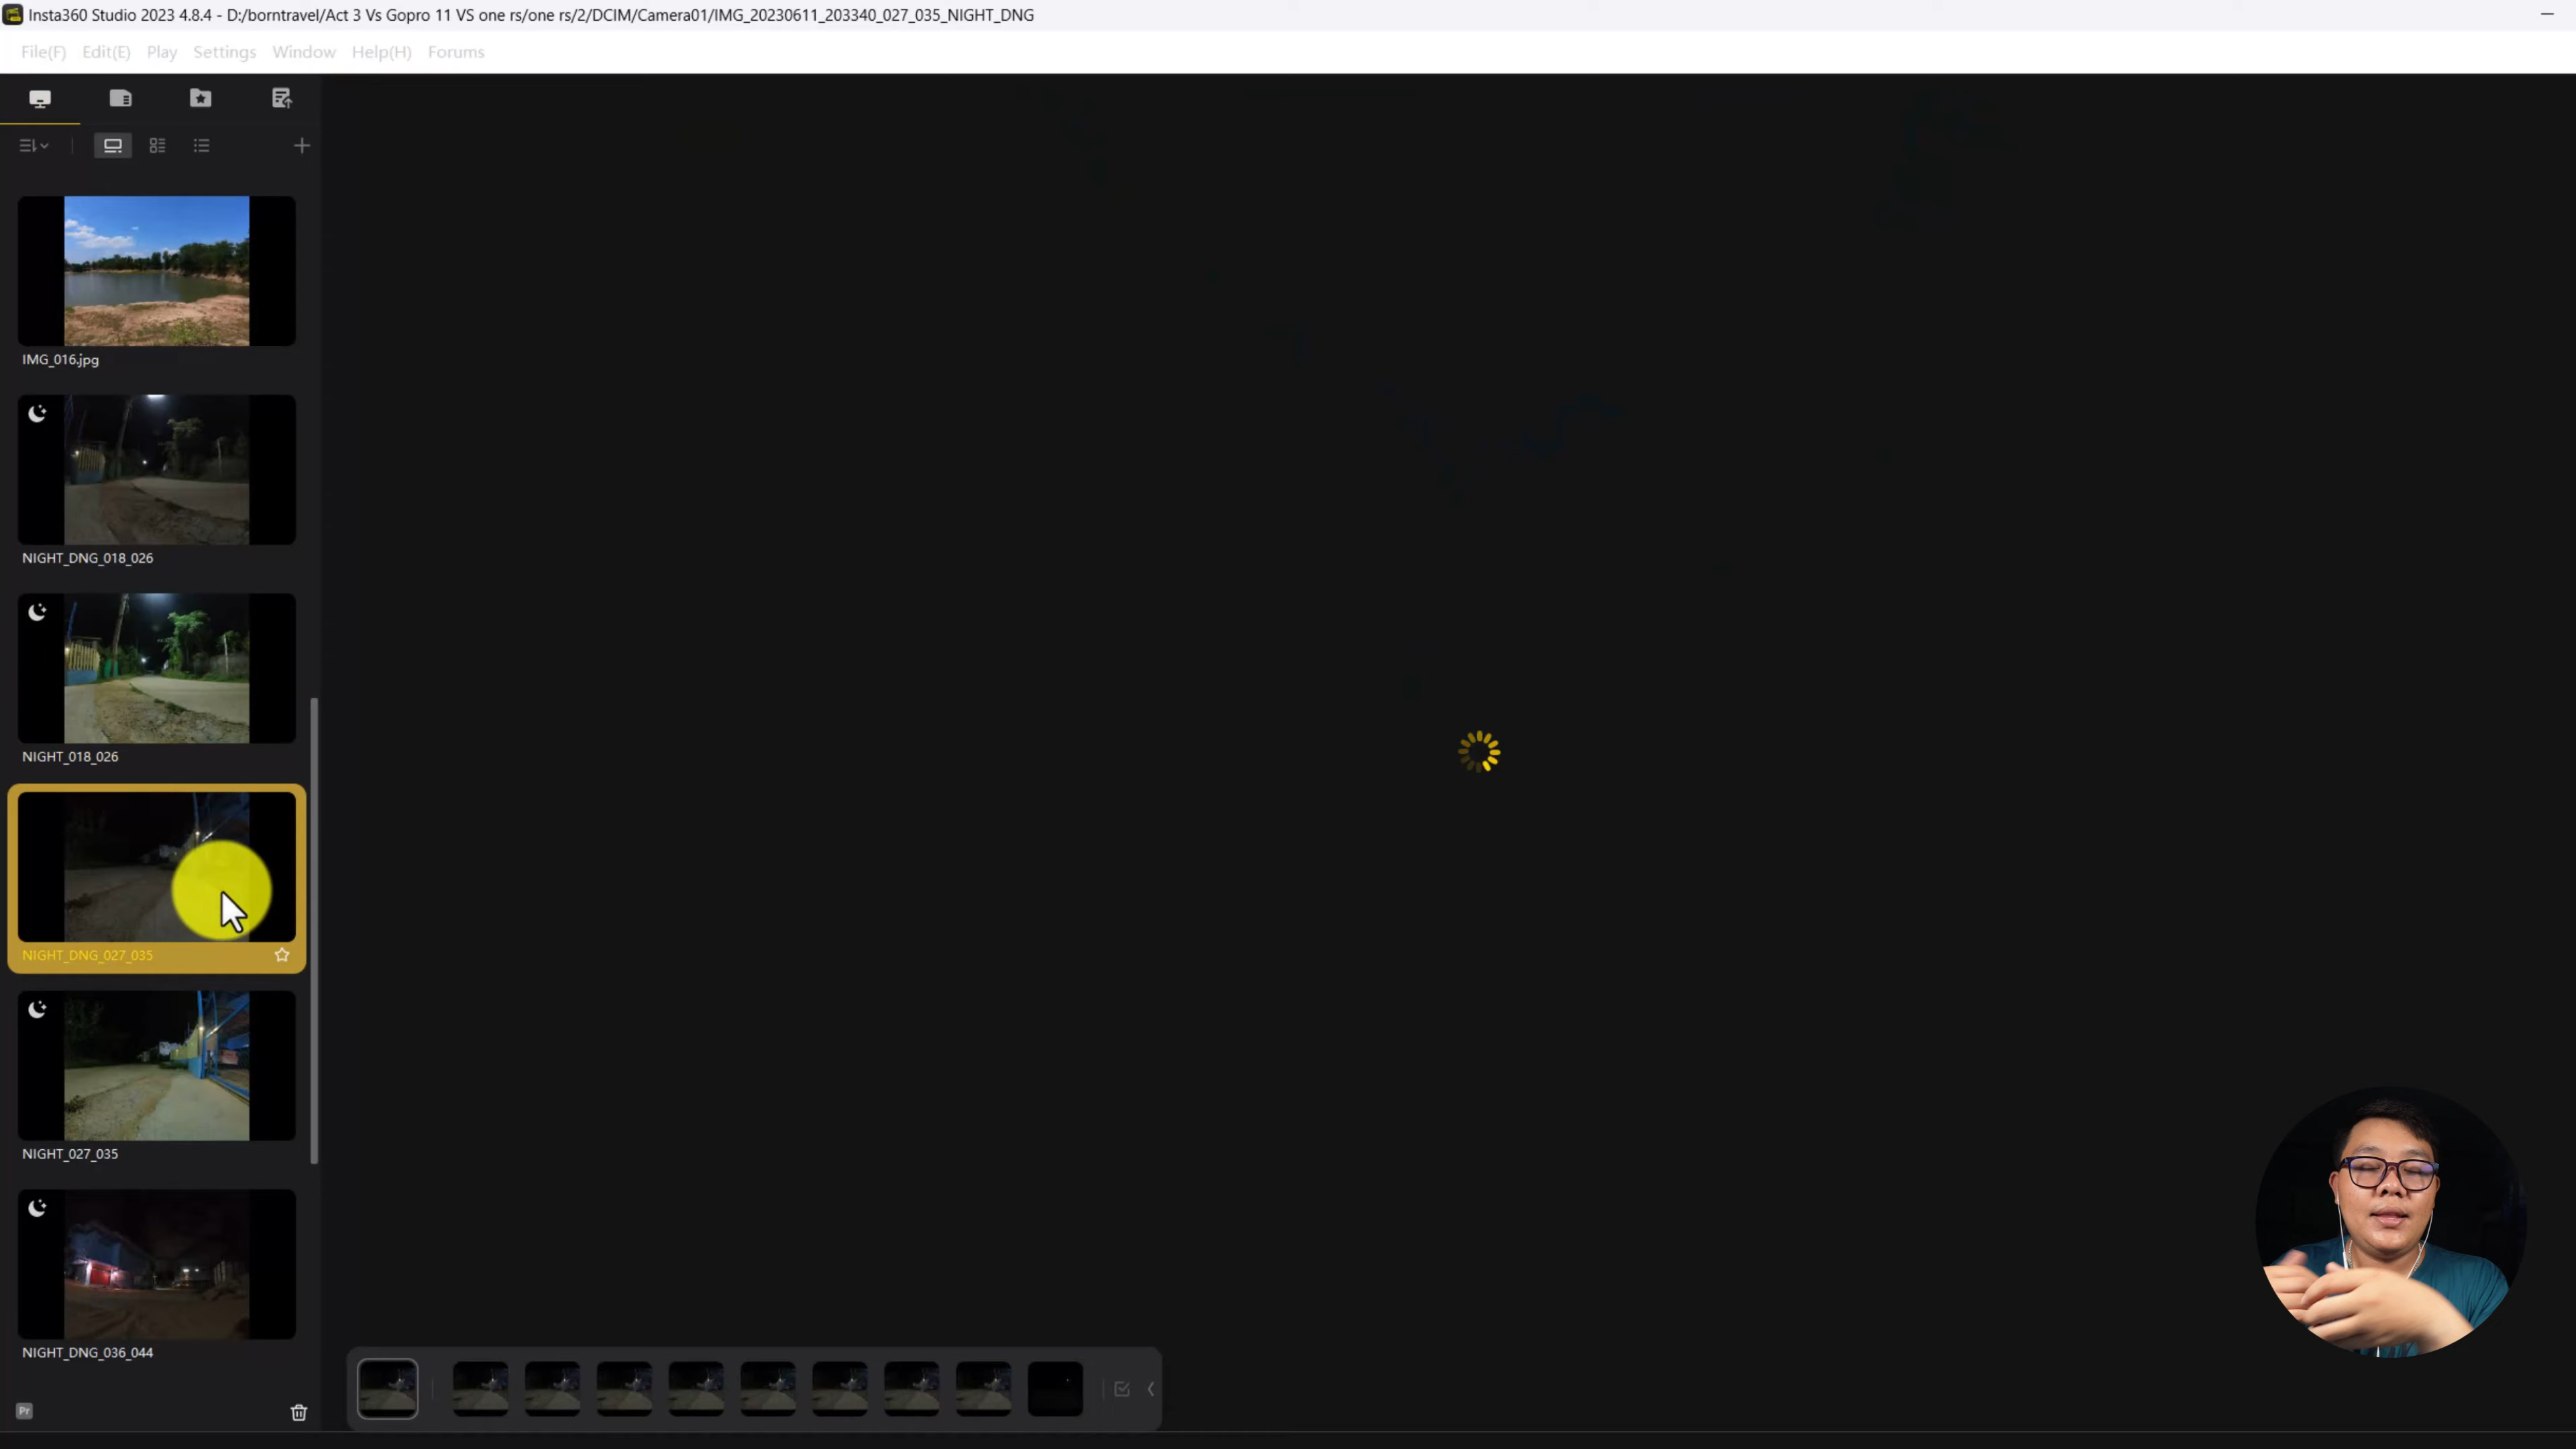 Insta360 Studio 2023 4.8.4 - D:/borntravel/Act 3 Vs Gopro 11 VS one rs/one rs/2/DCIM/Camera01/IMG_20230611_203340_027_035_NIGHT_DNG
File(F) Edit(E) Play Settings Window Help(H) Forums
IMG_016.jpg
NIGHT_DNG_018_026
NIGHT_018_026
NIGHT_DNG_027_035
NIGHT_027_035
NIGHT_DNG_036_044
Pr